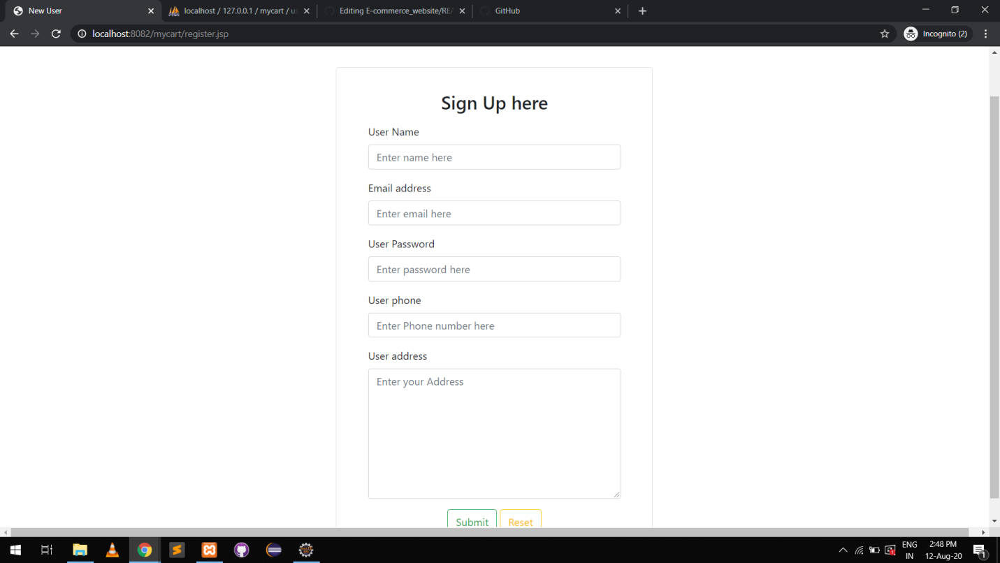 New User
localhost / 127.0.0.1 / mycart / us
Editing E-commerce_website/REA
GitHub
localhost:8082/mycart/register.jsp
Incognito (2)
Sign Up here
User Name
Enter name here
Email address
Enter email here
User Password
Enter password here
User phone
Enter Phone number here
User address
Enter your Address
Submit Reset
ENG
IN
2:48 PM
12-Aug-20
1